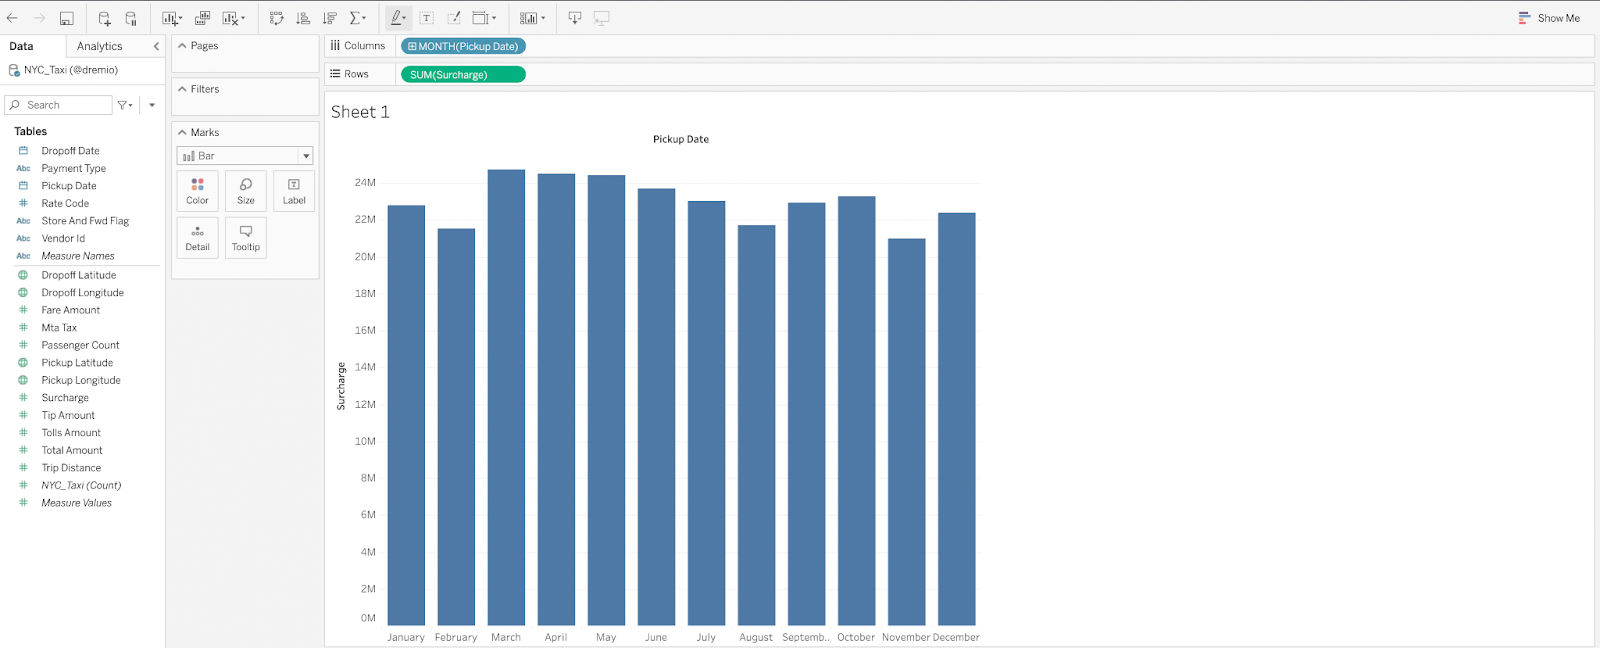 Show Me
Data
Analytics
NYC_Taxi (@dremio)
Search
Tables
Dropoff Date
Abc Payment Type
Pickup Date
Rate Code
Abc Store And Fwd Flag
Abc Vendor Id
Abc Measure Names
Dropoff Latitude
Dropoff Longitude
Fare Amount
Mta Tax
Passenger Count
Pickup Latitude
Pickup Longitude
Surcharge
Tip Amount
Tolls Amount
Total Amount
Trip Distance
NYC_Taxi (Count)
Measure Values
Pages
Filters
Marks
Bar
Color Size Label
Detail Tooltip
Columns MONTH(Pickup Date)
Rows SUM(Surcharge)
Sheet 1
Pickup Date
24M
22M
20M
18M
16M
14M
12M
10M
8M
6M
4M
2M
0M
Surcharge
January February March April May June July August Septemb.. October November December